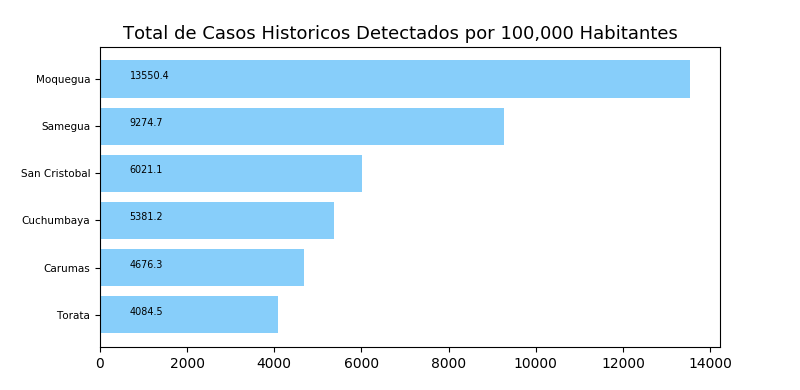 Total de Casos Historicos Detectados por 100,000 Habitantes
Moquegua 13550.4
Samegua 9274.7
San Cristobal 6021.1
Cuchumbaya 5381.2
Carumas 4676.3
Torata 4084.5
0 2000 4000 6000 8000 10000 12000 14000